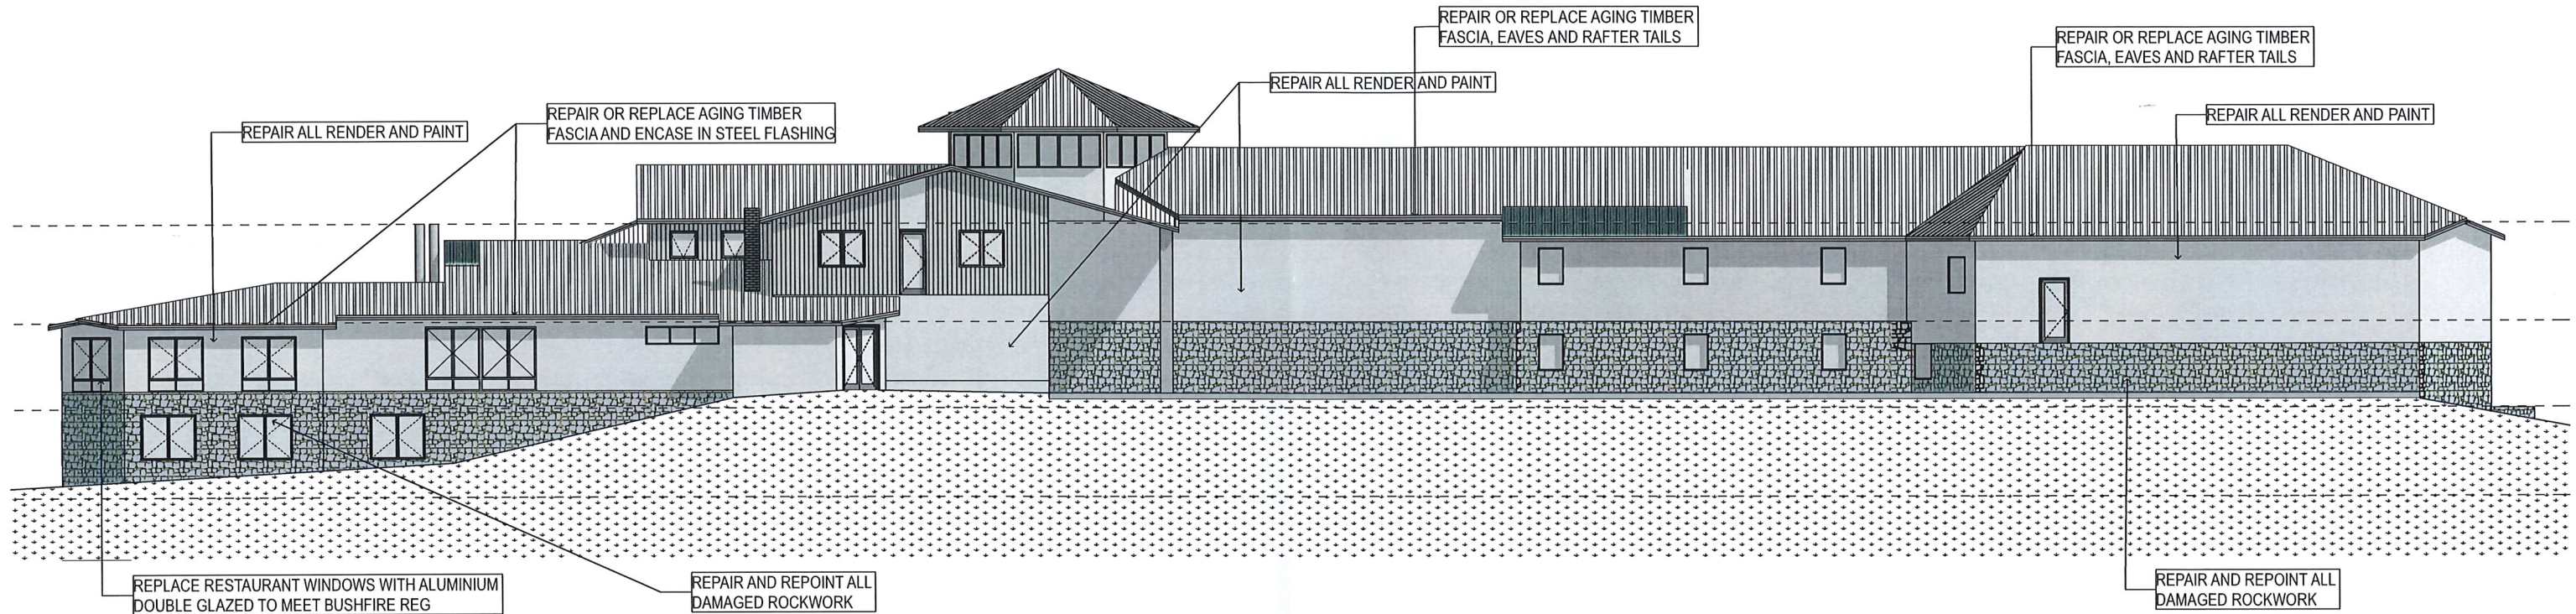 REPAIR OR REPLACE AGING TIMBER
FASCIA, EAVES AND RAFTER TAILS
REPAIR OR REPLACE AGING TIMBER
FASCIA, EAVES AND RAFTER TAILS
REPAIR ALL RENDER AND PAINT
REPAIR OR REPLACE AGING TIMBER
FASCIA AND ENCASE IN STEEL FLASHING
REPAIR ALL RENDER AND PAINT
REPAIR ALL RENDER AND PAINT
REPLACE RESTAURANT WINDOWS WITH ALUMINIUM
DOUBLE GLAZED TO MEET BUSHFIRE REG
REPAIR AND REPOINT ALL
DAMAGED ROCKWORK
REPAIR AND REPOINT ALL
DAMAGED ROCKWORK